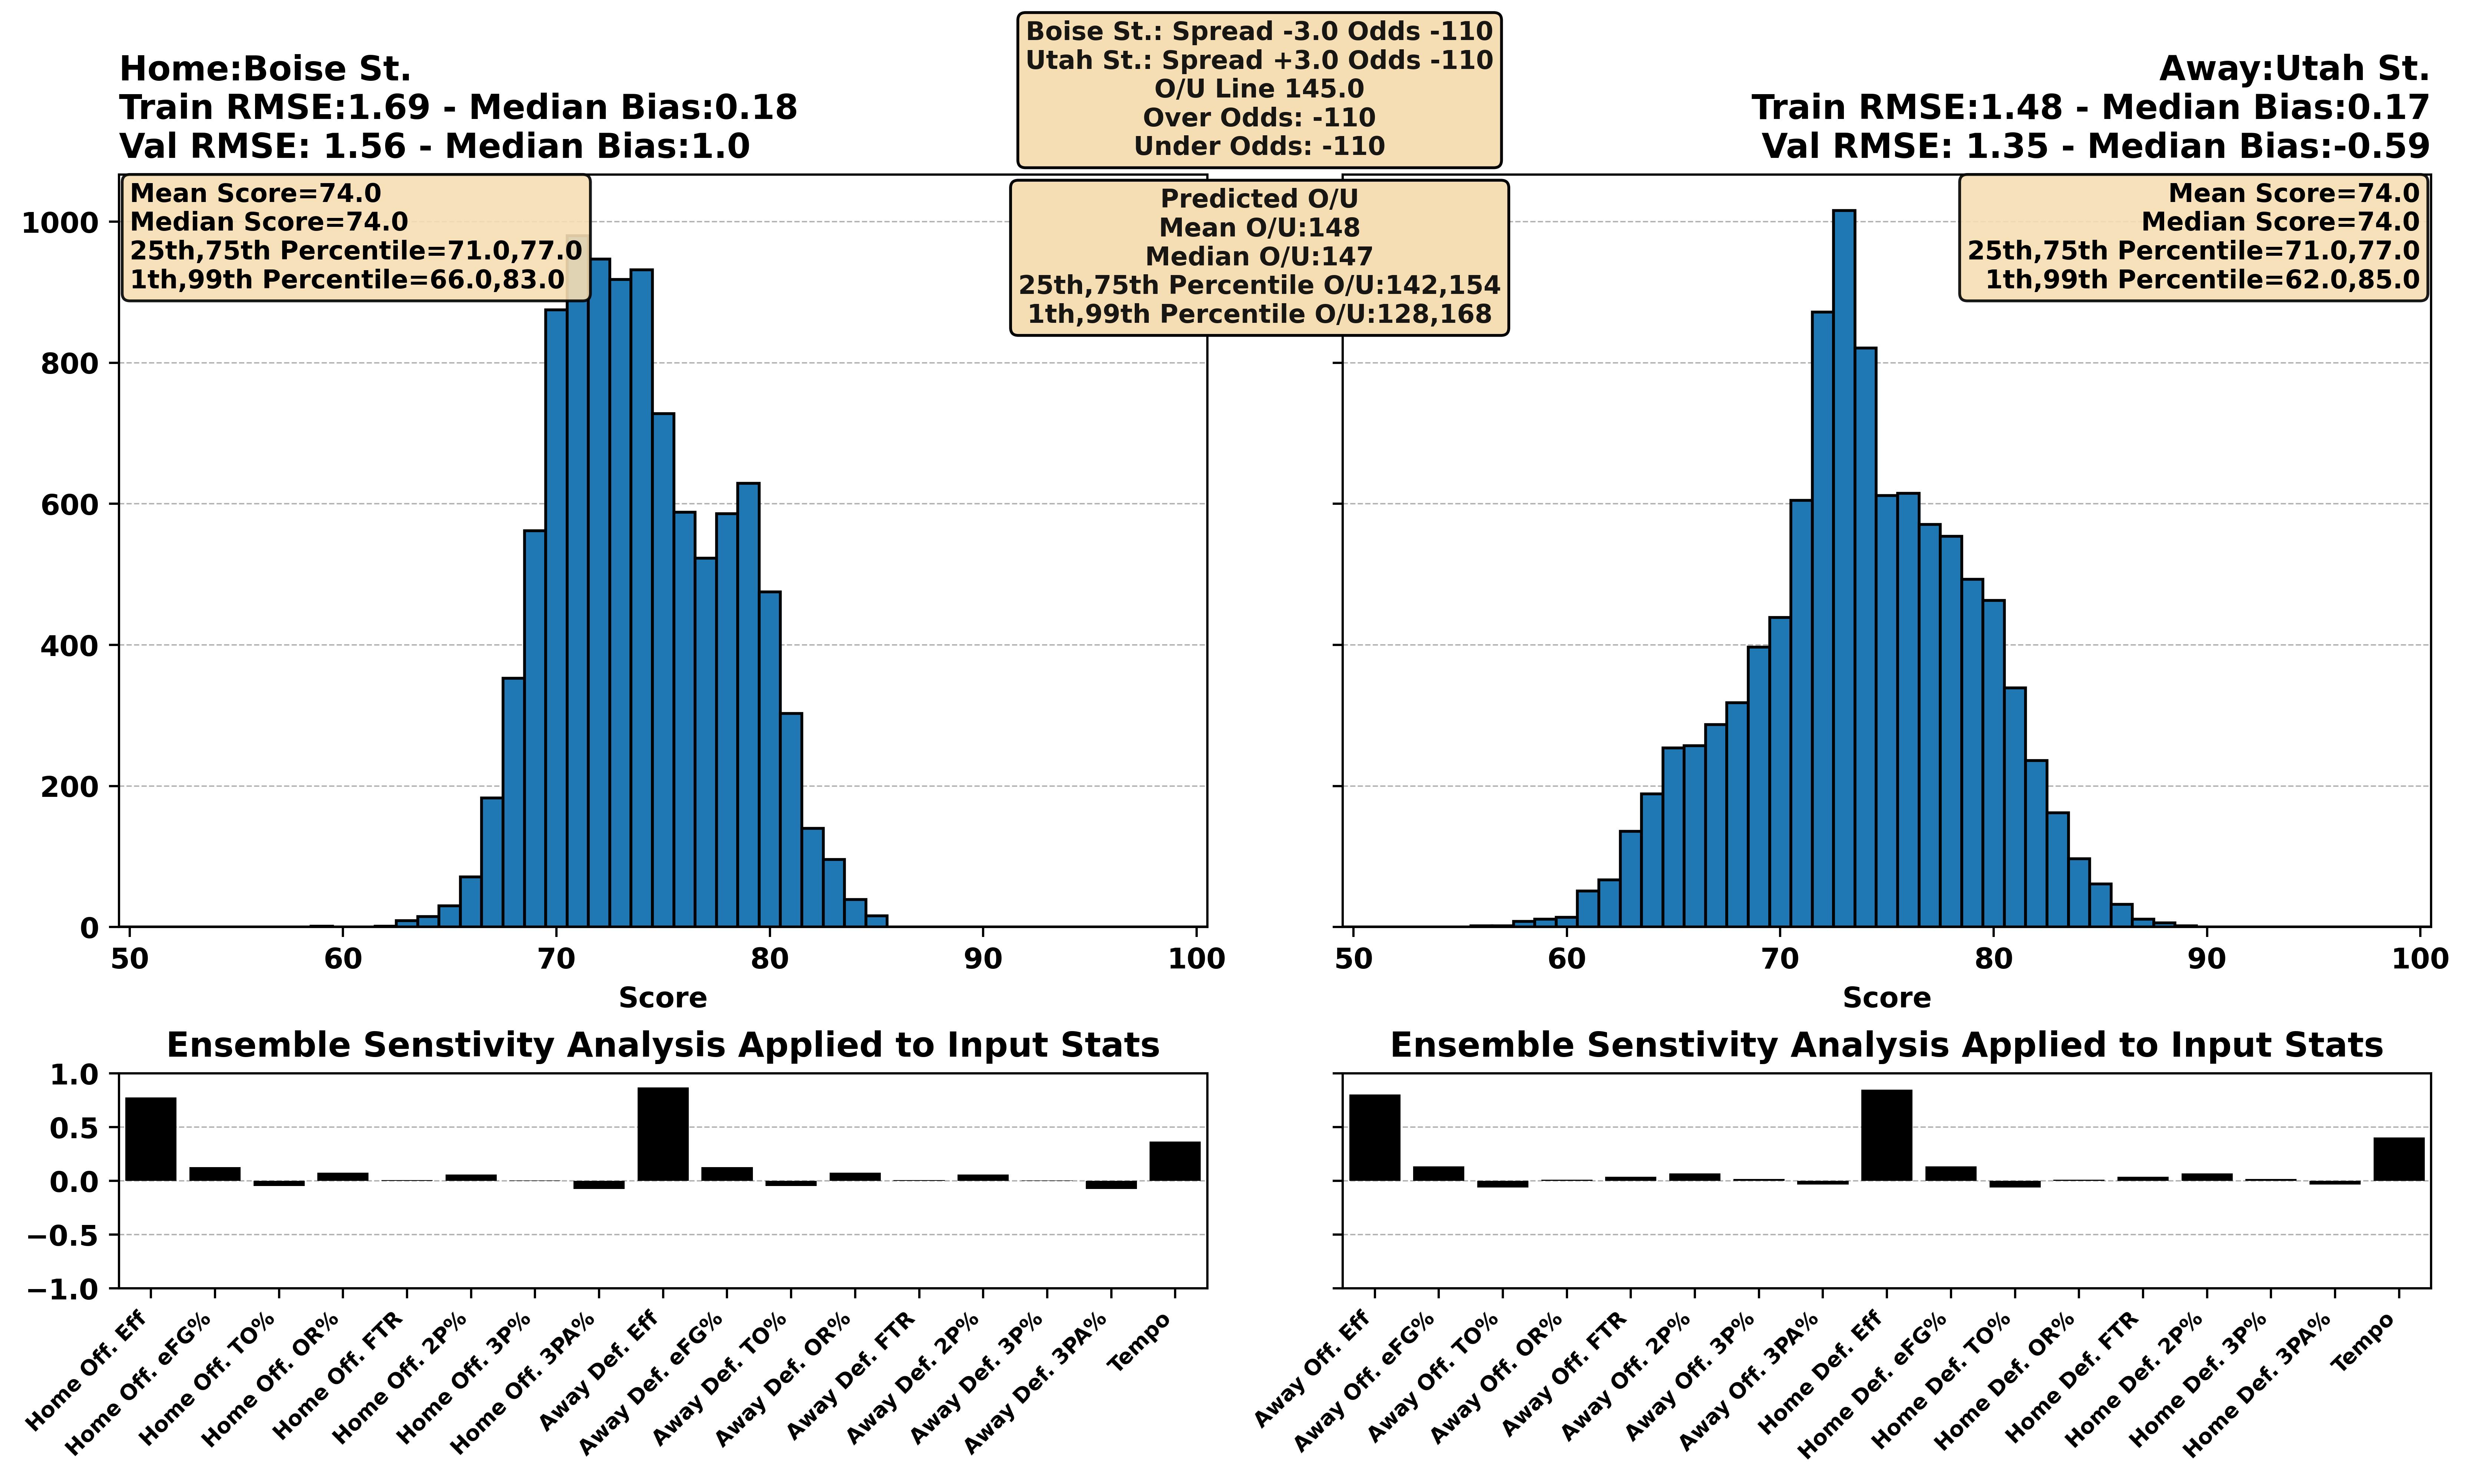 Boise St.: Spread -3.0 Odds -110
Utah St.: Spread +3.0 Odds -110
O/U Line 145.0
Over Odds: -110
Under Odds: -110
Home:Boise St.
Train RMSE:1.69 - Median Bias:0.18
Val RMSE: 1.56 - Median Bias:1.0
Away:Utah St.
Train RMSE:1.48 - Median Bias:0.17
Val RMSE: 1.35 - Median Bias:-0.59
Mean Score=74.0
Median Score=74.0
25th,75th Percentile=71.0,77.0
1th,99th Percentile=66.0,83.0
Predicted O/U
Mean O/U:148
Median O/U:147
25th,75th Percentile O/U:142,154
1th,99th Percentile O/U:128,168
Mean Score=74.0
Median Score=74.0
25th,75th Percentile=71.0,77.0
1th,99th Percentile=62.0,85.0
1000
800
600
400
200
0
50 60 70 80 90 100
Score
50 60 70 80 90 100
Score
Ensemble Senstivity Analysis Applied to Input Stats
1.0
0.5
0.0
−0.5
−1.0
Home Off. Eff
Home Off. eFG%
Home Off. TO%
Home Off. OR%
Home Off. FTR
Home Off. 2P%
Home Off. 3P%
Home Off. 3PA%
Away Def. Eff
Away Def. eFG%
Away Def. TO%
Away Def. OR%
Away Def. FTR
Away Def. 2P%
Away Def. 3P%
Away Def. 3PA%
Tempo
Ensemble Senstivity Analysis Applied to Input Stats
Away Off. Eff
Away Off. eFG%
Away Off. TO%
Away Off. OR%
Away Off. FTR
Away Off. 2P%
Away Off. 3P%
Away Off. 3PA%
Home Def. Eff
Home Def. eFG%
Home Def. TO%
Home Def. OR%
Home Def. FTR
Home Def. 2P%
Home Def. 3P%
Home Def. 3PA%
Tempo